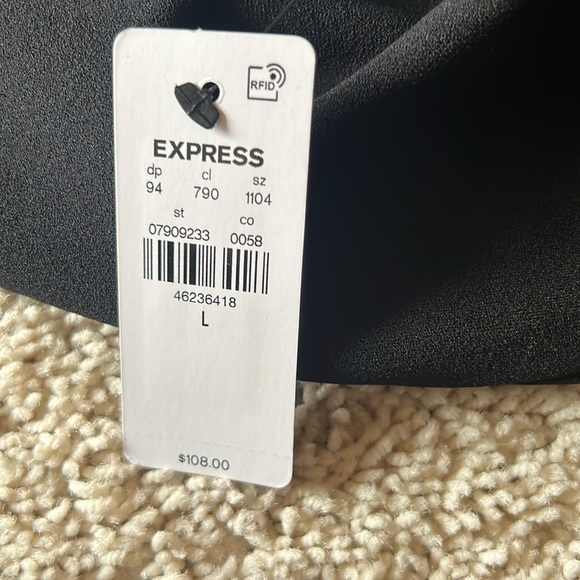 RFID
EXPRESS
dp cl sz
94 790 1104
st co
07909233 0058
46236418
L
$108.00